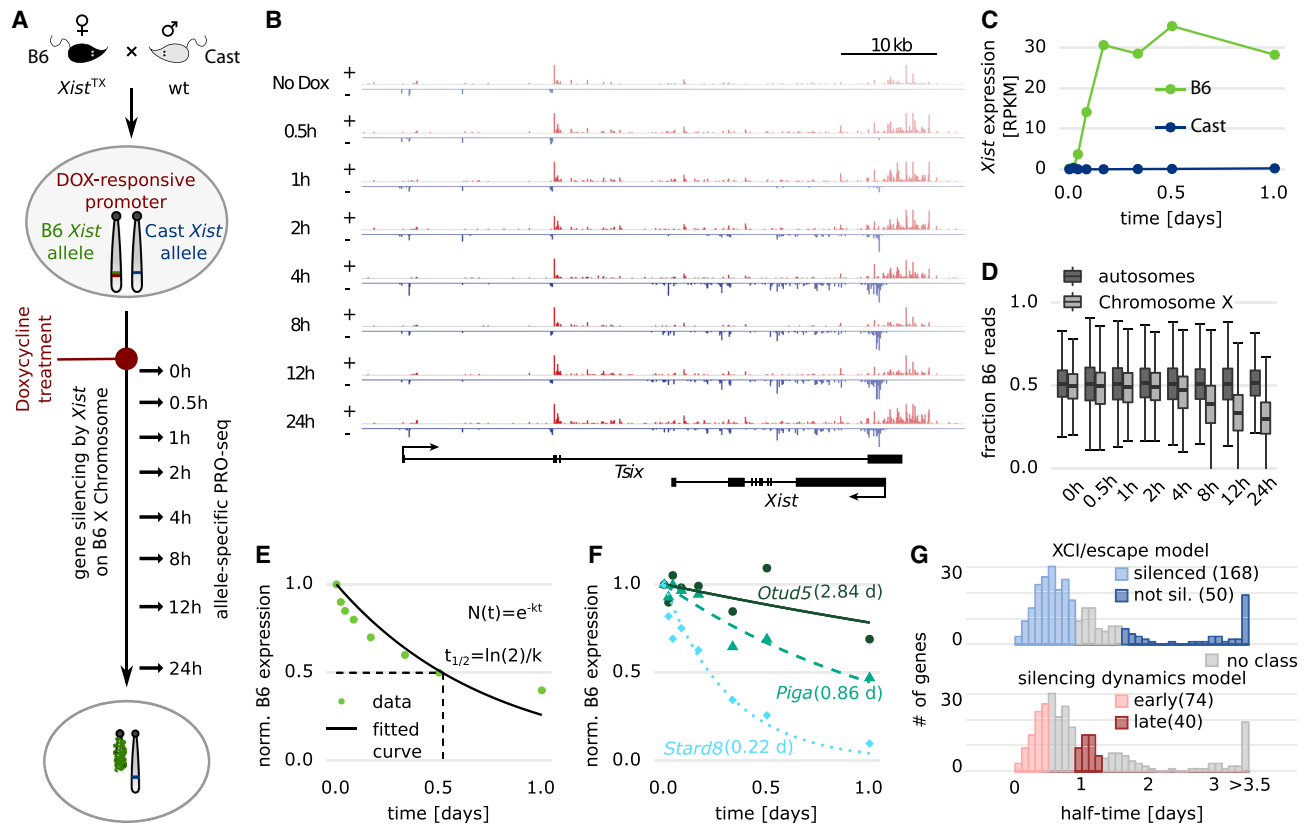 A
♀
♂
B6
×
Cast
Xist^TX
wt
DOX-responsive
promoter
B6 Xist
allele
Cast Xist
allele
Doxycycline
treatment
gene silencing by Xist
on B6 X Chromosome
0h
0.5h
1h
2h
4h
8h
12h
24h
allele-specific PRO-seq
B
10 kb
No Dox
+
-
0.5h
+
-
1h
+
-
2h
+
-
4h
+
-
8h
+
-
12h
+
-
24h
+
-
Tsix
Xist
C
Xist expression
[RPKM]
30
20
10
0
B6
Cast
0.0
0.5
1.0
time [days]
D
autosomes
Chromosome X
fraction B6 reads
1.0
0.5
0.0
0h
0.5h
1h
2h
4h
8h
12h
24h
E
norm. B6 expression
1.0
0.5
0.0
N(t)=e^-kt
t1/2=ln(2)/k
data
fitted
curve
0.0
0.5
1.0
time [days]
F
norm. B6 expression
1.0
0.5
0.0
Otud5(2.84 d)
Piga(0.86 d)
Stard8(0.22 d)
0.0
0.5
1.0
time [days]
G
XCI/escape model
30
0
silenced (168)
not sil. (50)
no class
# of genes
silencing dynamics model
30
0
early(74)
late(40)
0
1
2
3
>3.5
half-time [days]